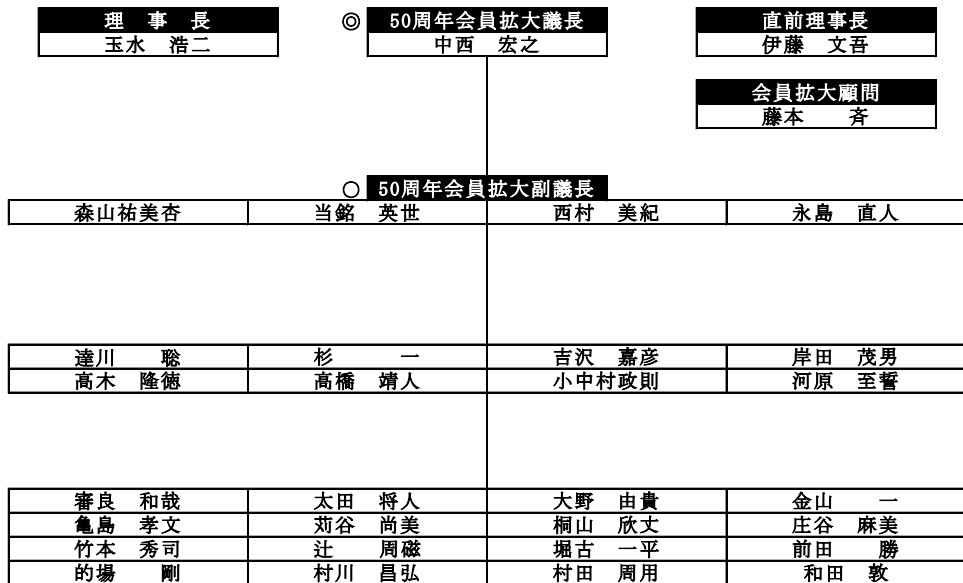 理　事　長　◎ 50周年会員拡大議長　直前理事長
玉水　浩二　中西　宏之　伊藤　文吾
会員拡大顧問
藤本　　斉
○ 50周年会員拡大副議長
森山祐美杏　当銘　英世　西村　美紀　永島　直人
達川　　聡　杉　　　一　吉沢　嘉彦　岸田　茂男
高木　隆徳　高橋　靖人　小中村政則　河原　至誓
審良　和哉　太田　将人　大野　由貴　金山　　一
亀島　孝文　苅谷　尚美　桐山　欣丈　庄谷　麻美
竹本　秀司　辻　　周磁　堀古　一平　前田　　勝
的場　　剛　村川　昌弘　村田　周用　和田　敦